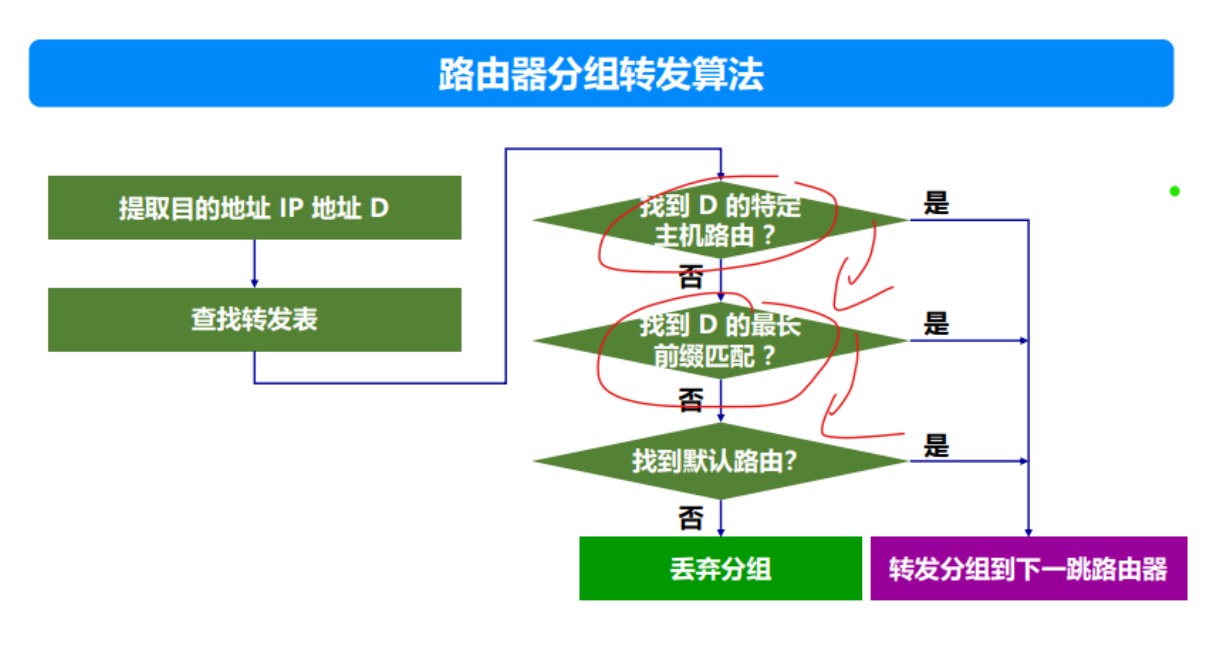 路由器分组转发算法
提取目的地址 IP 地址 D
查找转发表
找到 D 的特定
主机路由？
是
否
找到 D 的最长
前缀匹配？
是
否
找到默认路由?
是
否
丢弃分组
转发分组到下一跳路由器